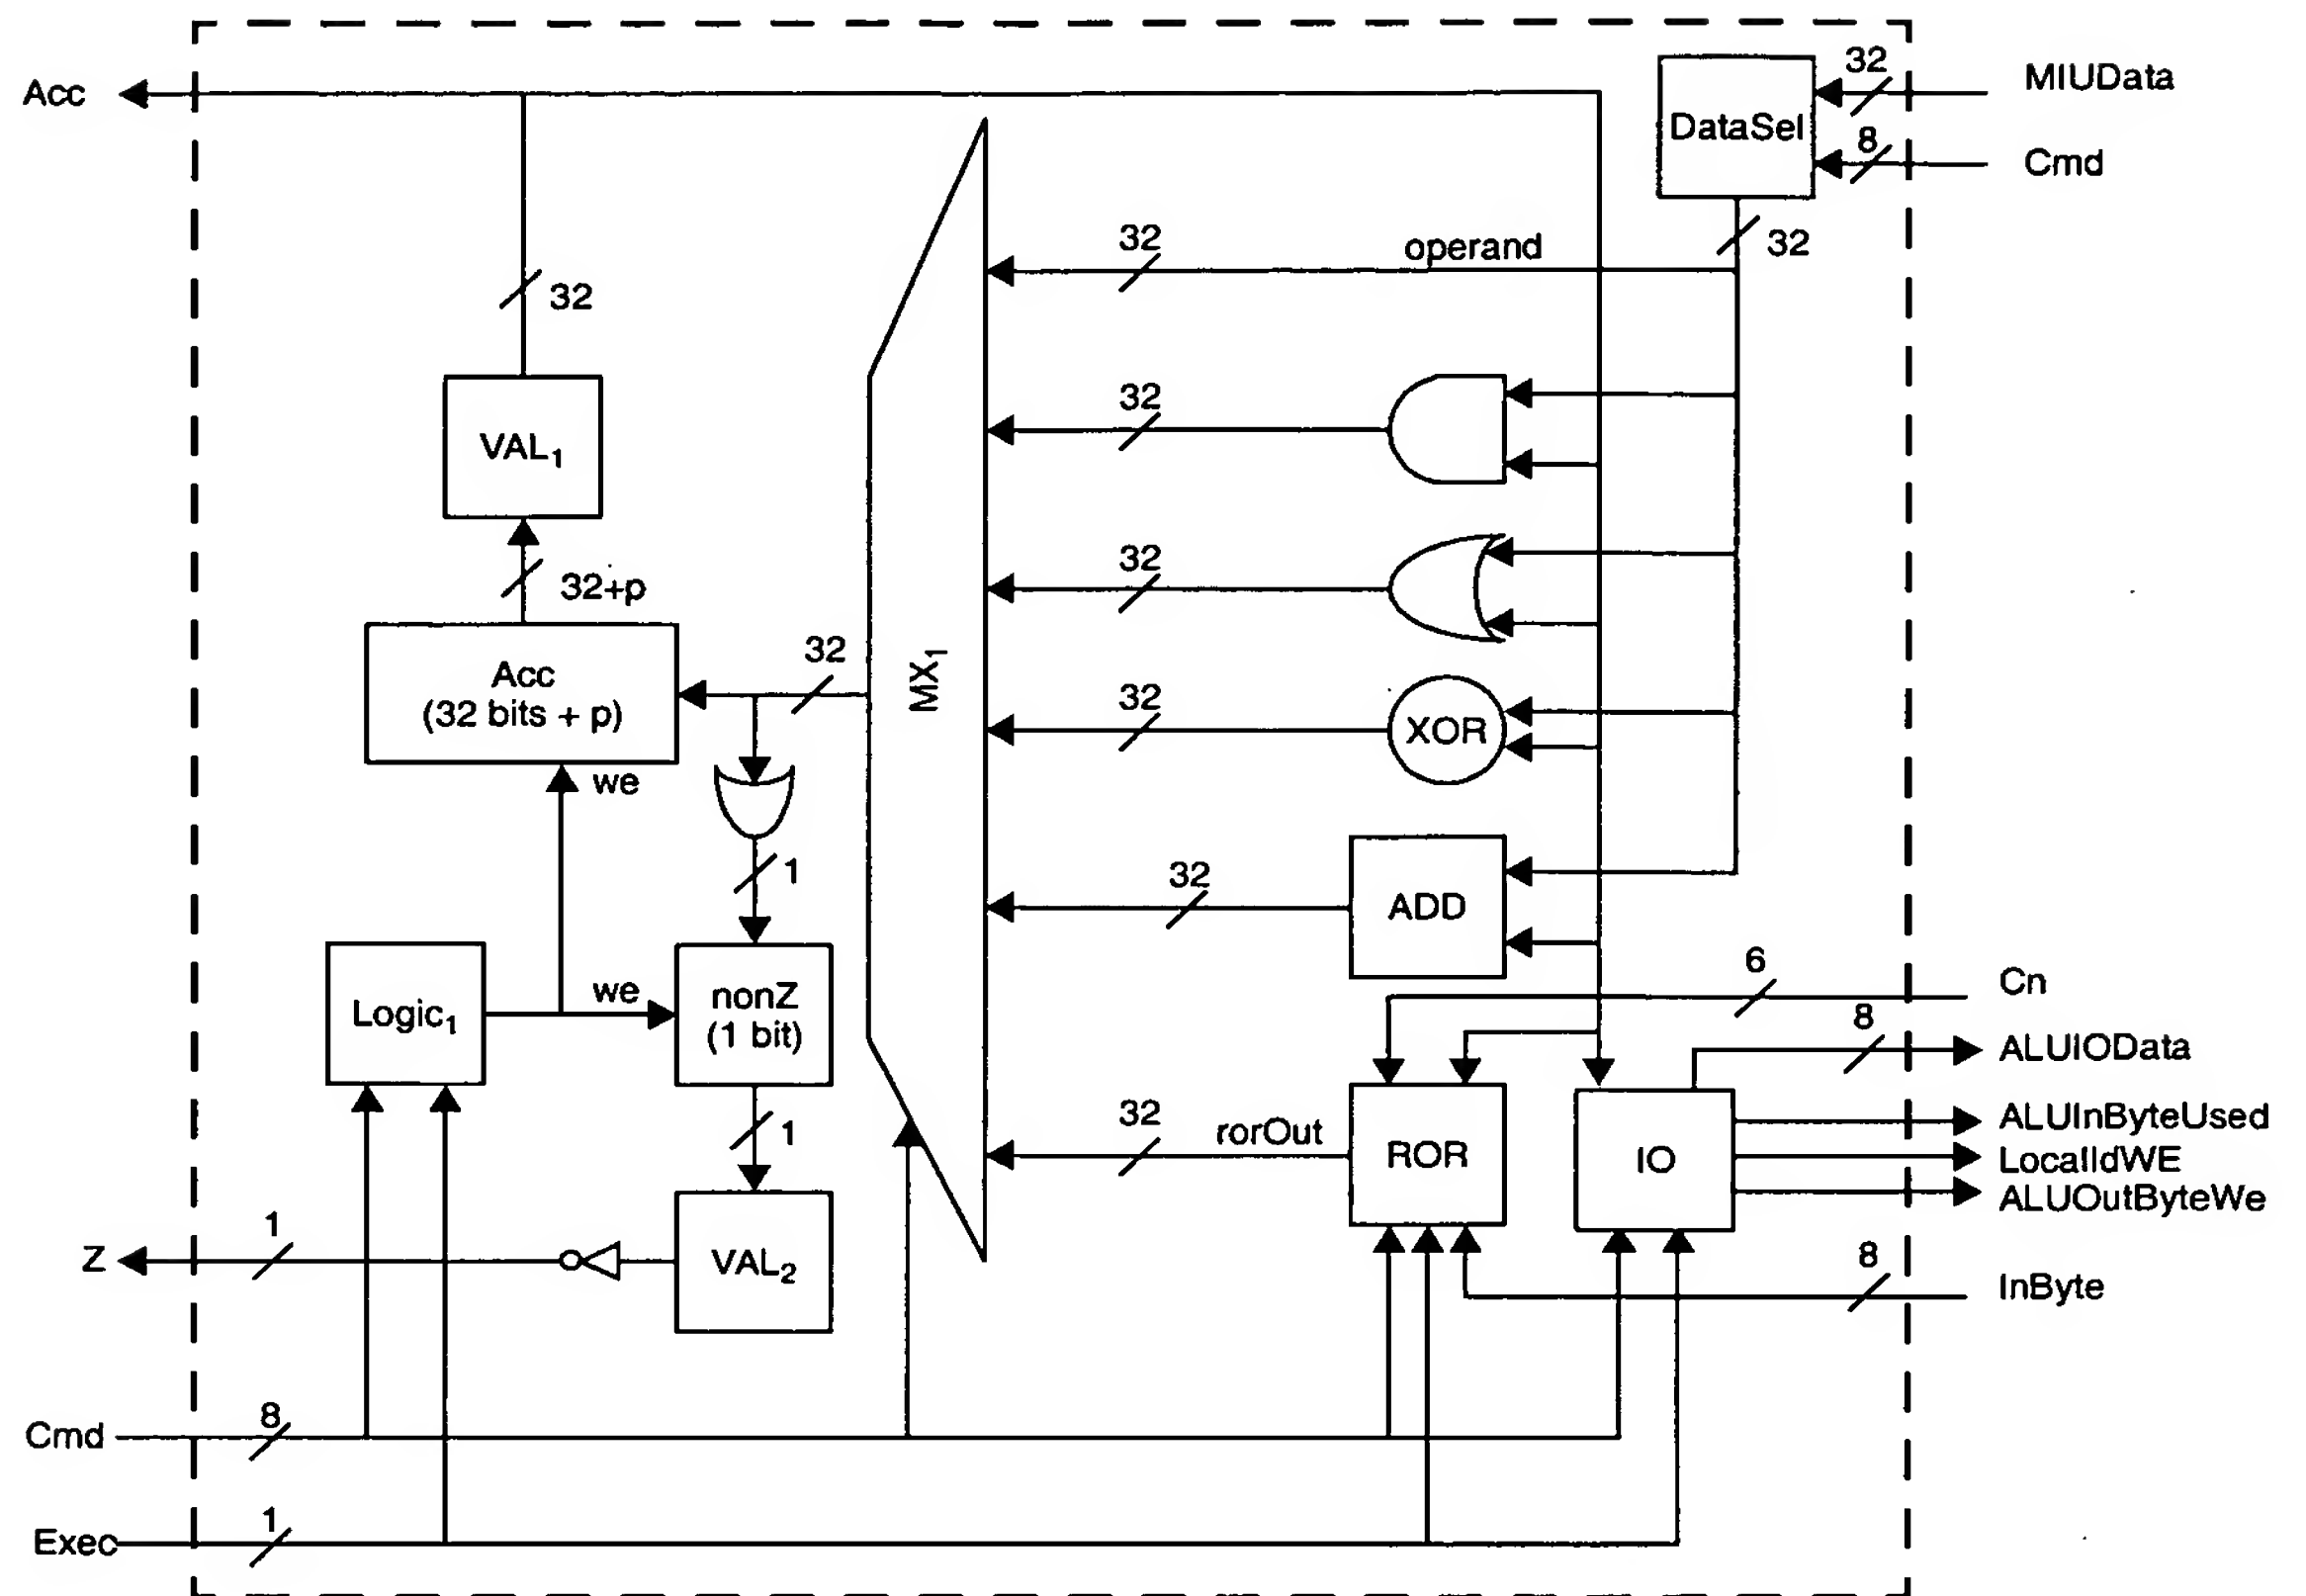 Acc
32
MIUData
DataSel
8
Cmd
32
operand
32
32
32
VAL1
32
32+p
32
Acc
(32 bits + p)
32
MX1
32
XOR
we
1
32
ADD
Logic1
we
nonZ
(1 bit)
6
Cn
8
ALUIOData
1
32
rorOut
ROR
IO
ALUInByteUsed
LocalIdWE
ALUOutByteWe
Z
1
VAL2
8
InByte
Cmd
8
Exec
1